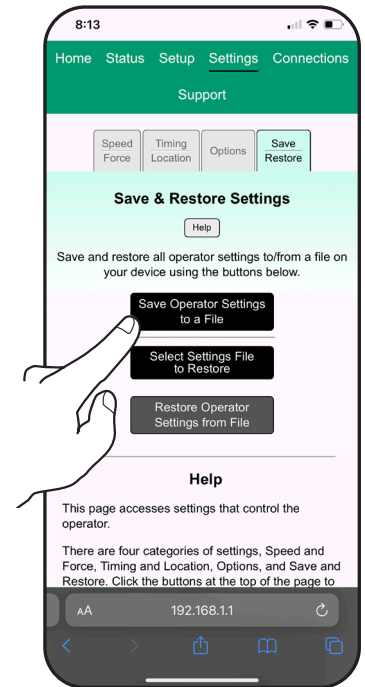 8:13
Home Status Setup Settings Connections
Support
Speed
Force
Timing
Location
Options
Save
Restore
Save & Restore Settings
Help
Save and restore all operator settings to/from a file on
your device using the buttons below.
Save Operator Settings
to a File
Select Settings File
to Restore
Restore Operator
Settings from File
Help
This page accesses settings that control the
operator.
There are four categories of settings, Speed and
Force, Timing and Location, Options, and Save and
Restore. Click the buttons at the top of the page to
AA 192.168.1.1